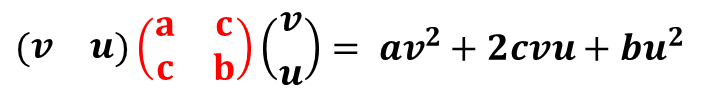 (v u) (a c c b) (v u) = av² + 2cvu + bu²